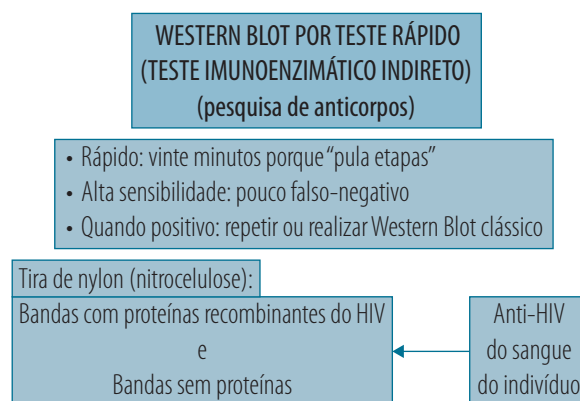 WESTERN BLOT POR TESTE RÁPIDO
(TESTE IMUNOENZIMÁTICO INDIRETO)
(pesquisa de anticorpos)
• Rápido: vinte minutos porque “pula etapas”
• Alta sensibilidade: pouco falso-negativo
• Quando positivo: repetir ou realizar Western Blot clássico
Tira de nylon (nitrocelulose):
Bandas com proteínas recombinantes do HIV
e
Bandas sem proteínas
Anti-HIV
do sangue
do indivíduo